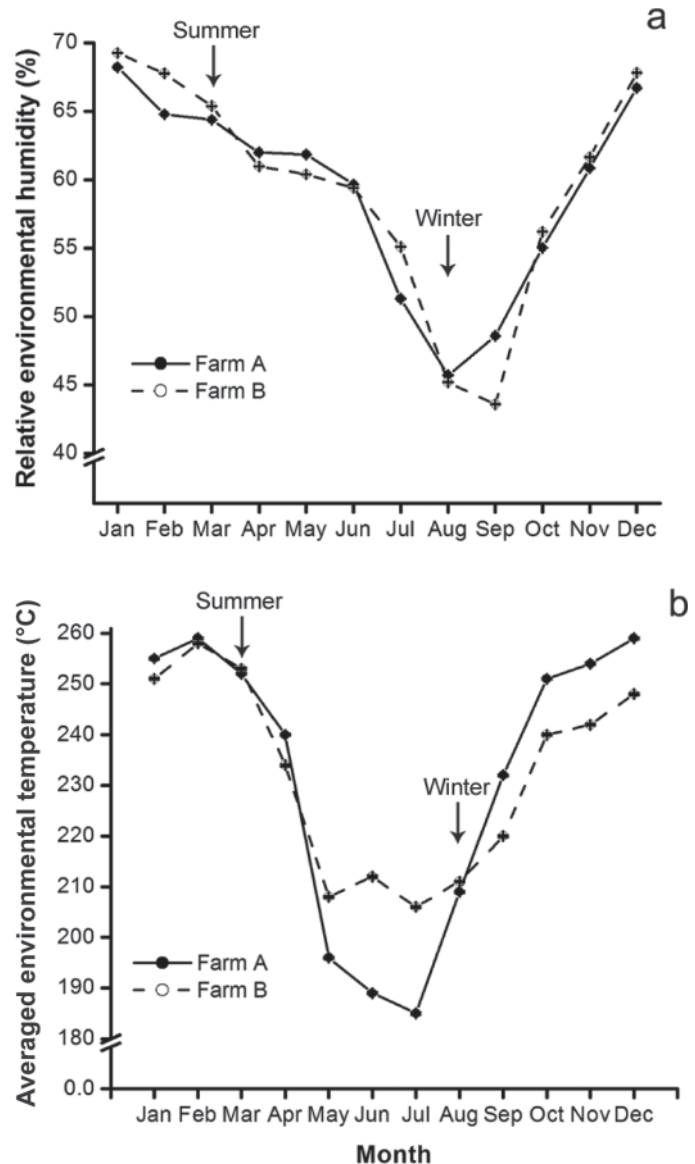 a
Summer
Relative environmental humidity (%)
70
65
60
55
50
45
40
Winter
Farm A
Farm B
Jan Feb Mar Apr May Jun Jul Aug Sep Oct Nov Dec
b
Summer
Averaged environmental temperature (°C)
260
250
240
230
220
210
200
190
180
0.0
Winter
Farm A
Farm B
Jan Feb Mar Apr May Jun Jul Aug Sep Oct Nov Dec
Month